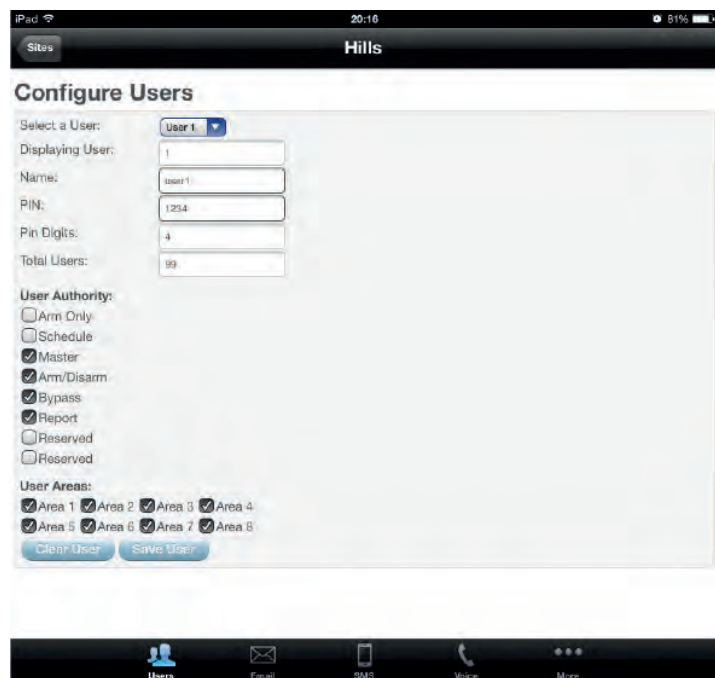 iPad 20:16 81%
Sites Hills
Configure Users
Select a User: User 1
Displaying User: 1
Name: user1
PIN: 1234
Pin Digits: 4
Total Users: 99
User Authority:
Arm Only
Schedule
Master
Arm/Disarm
Bypass
Report
Reserved
Reserved
User Areas:
Area 1 Area 2 Area 3 Area 4
Area 5 Area 6 Area 7 Area 8
Clear User Save User
Users Email SMS Voice More